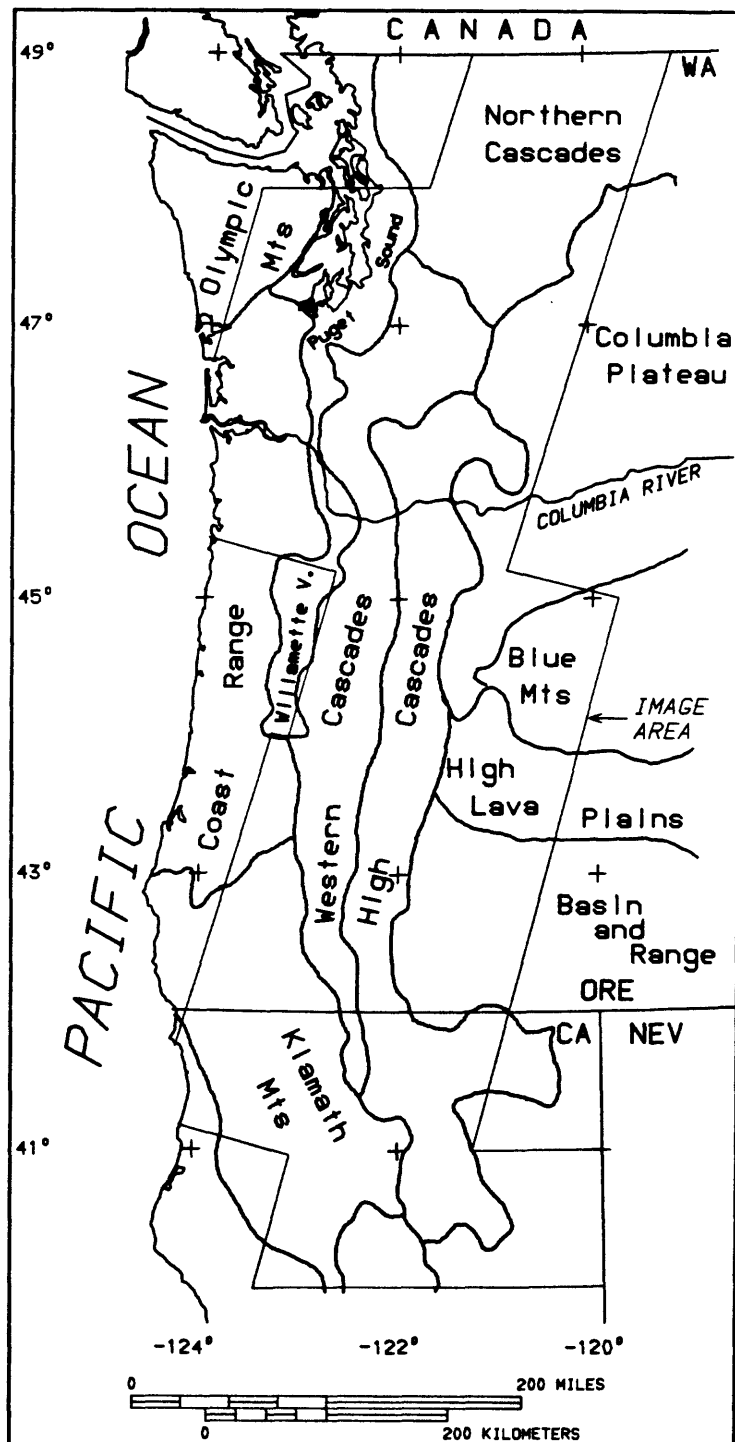 CANADA
49°
WA
Northern
Cascades
Olympic
Mts
Sound
Puget
47°
Columbia
Plateau
OCEAN
COLUMBIA RIVER
45°
Willamette V.
Range
Coast
Cascades
Western
Cascades
High
Blue
Mts
IMAGE
AREA
High
Lava
Plains
43°
Basin
and
Range
PACIFIC
ORE
CA
NEV
Klamath
Mts
41°
-124°
-122°
-120°
0
200 MILES
0
200 KILOMETERS